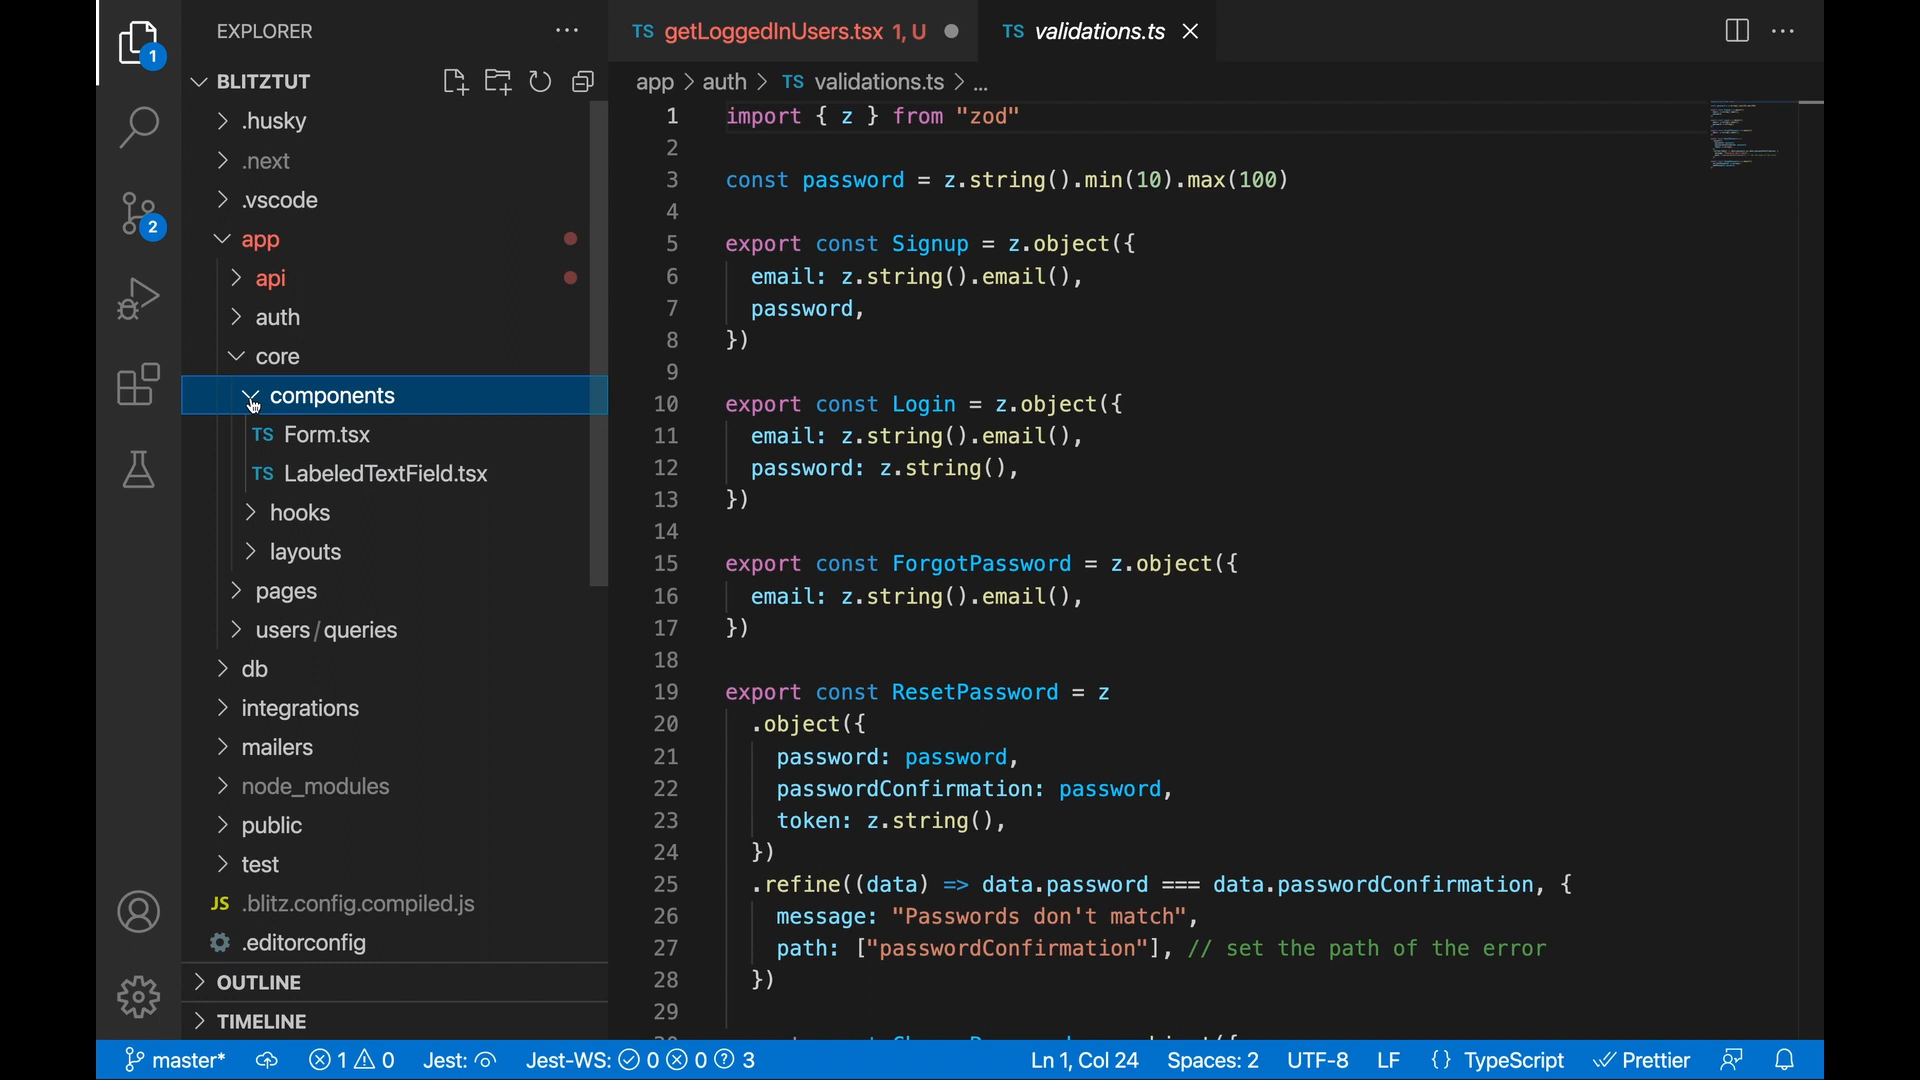 EXPLORER
1
2
BLITZTUT
.husky
.next
.vscode
app
api
auth
core
components
TS Form.tsx
TS LabeledTextField.tsx
hooks
layouts
pages
users / queries
db
integrations
mailers
node_modules
public
test
JS .blitz.config.compiled.js
.editorconfig
OUTLINE
TIMELINE
TS getLoggedInUsers.tsx 1, U
TS validations.ts
app > auth > TS validations.ts > ...
1 import { z } from "zod"
2
3 const password = z.string().min(10).max(100)
4
5 export const Signup = z.object({
6 email: z.string().email(),
7 password,
8 })
9
10 export const Login = z.object({
11 email: z.string().email(),
12 password: z.string(),
13 })
14
15 export const ForgotPassword = z.object({
16 email: z.string().email(),
17 })
18
19 export const ResetPassword = z
20 .object({
21 password: password,
22 passwordConfirmation: password,
23 token: z.string(),
24 })
25 .refine((data) => data.password === data.passwordConfirmation, {
26 message: "Passwords don't match",
27 path: ["passwordConfirmation"], // set the path of the error
28 })
29
master* 1 0 Jest: Jest-WS: 0 0 3 Ln 1, Col 24 Spaces: 2 UTF-8 LF {} TypeScript Prettier